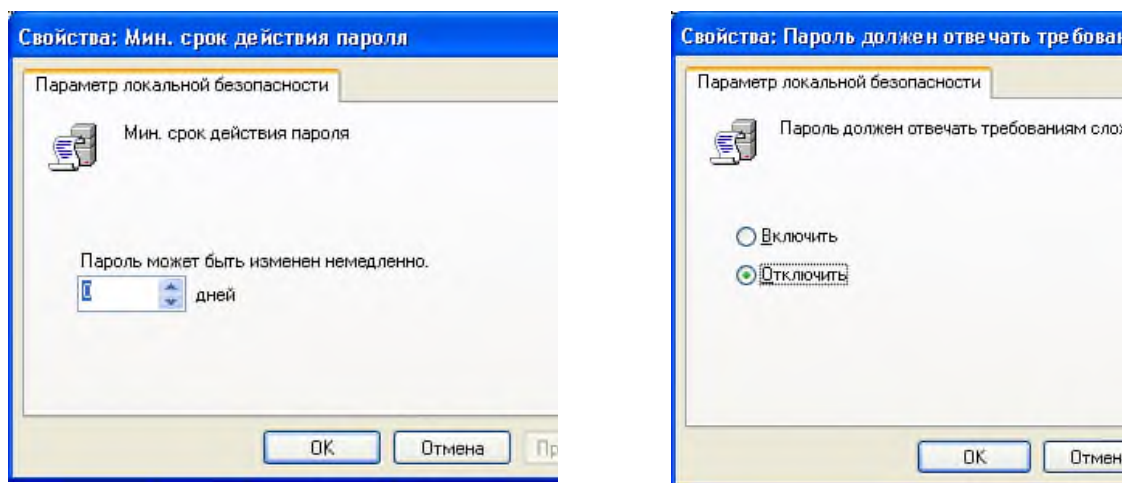 Свойства: Мин. срок действия пароля
Параметр локальной безопасности
Мин. срок действия пароля
Пароль может быть изменен немедленно.
0 дней
OK Отмена Пр
Свойства: Пароль должен отвечать требован
Параметр локальной безопасности
Пароль должен отвечать требованиям слож
Включить
Отключить
OK Отмен